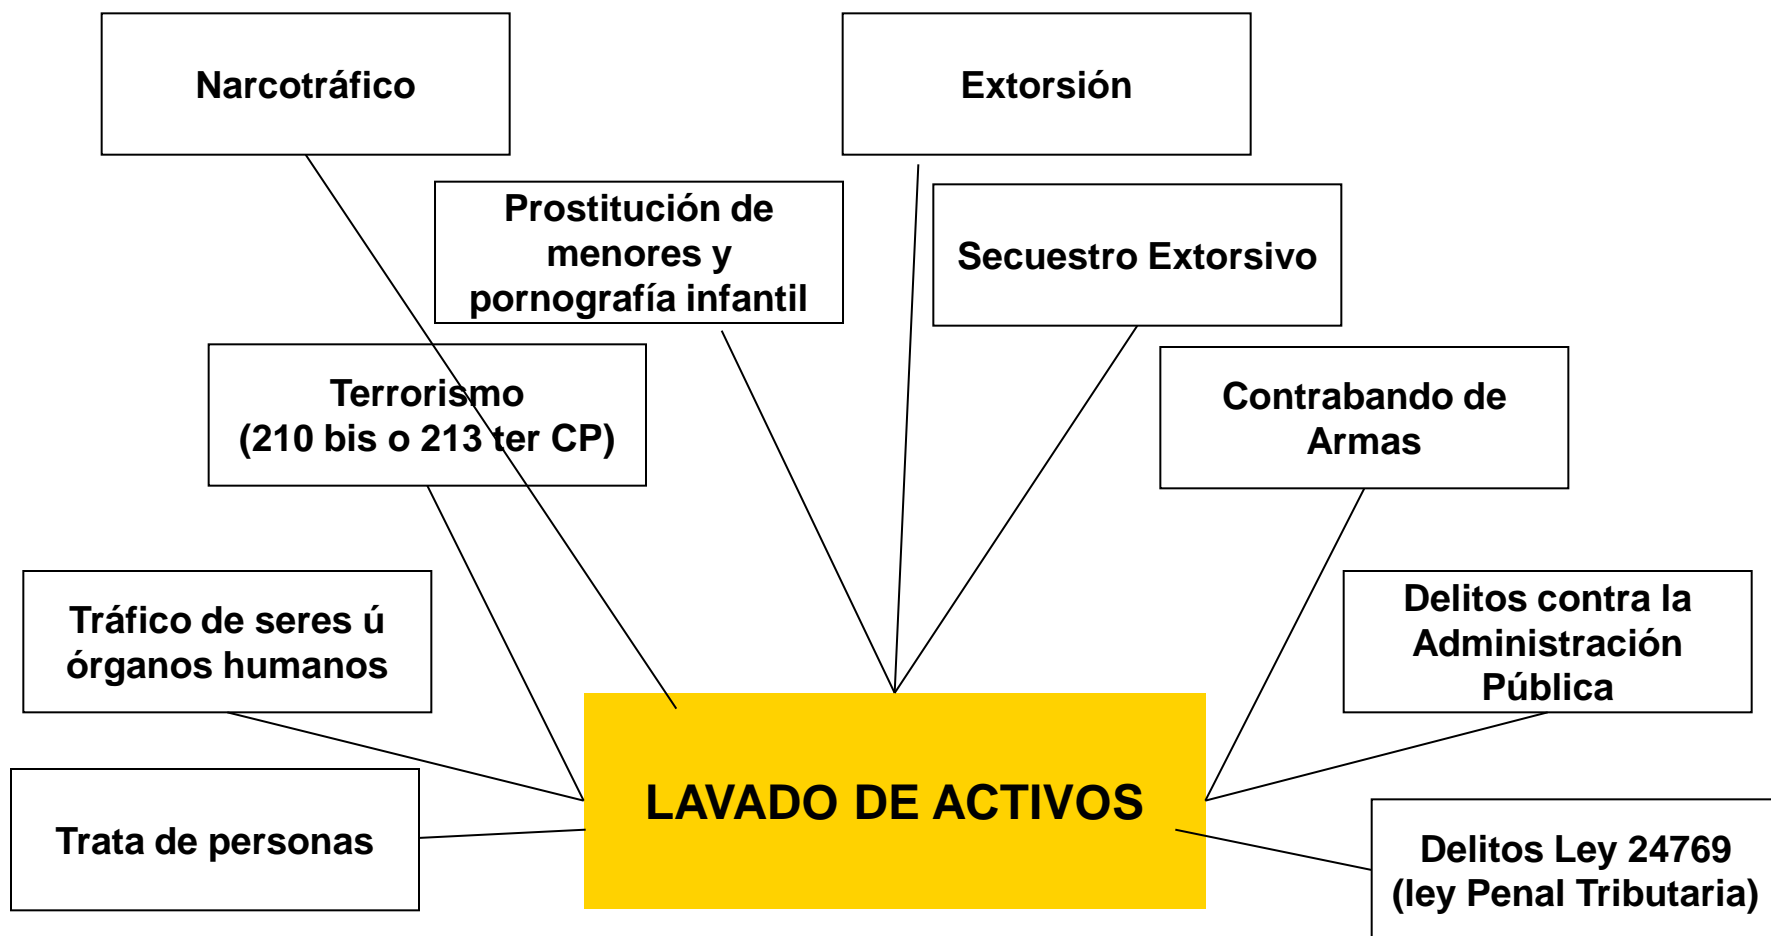 Narcotráfico
Extorsión
Prostitución de
menores y
pornografía infantil
Secuestro Extorsivo
Terrorismo
(210 bis o 213 ter CP)
Contrabando de
Armas
Tráfico de seres ú
órganos humanos
Delitos contra la
Administración
Pública
LAVADO DE ACTIVOS
Trata de personas
Delitos Ley 24769
(ley Penal Tributaria)